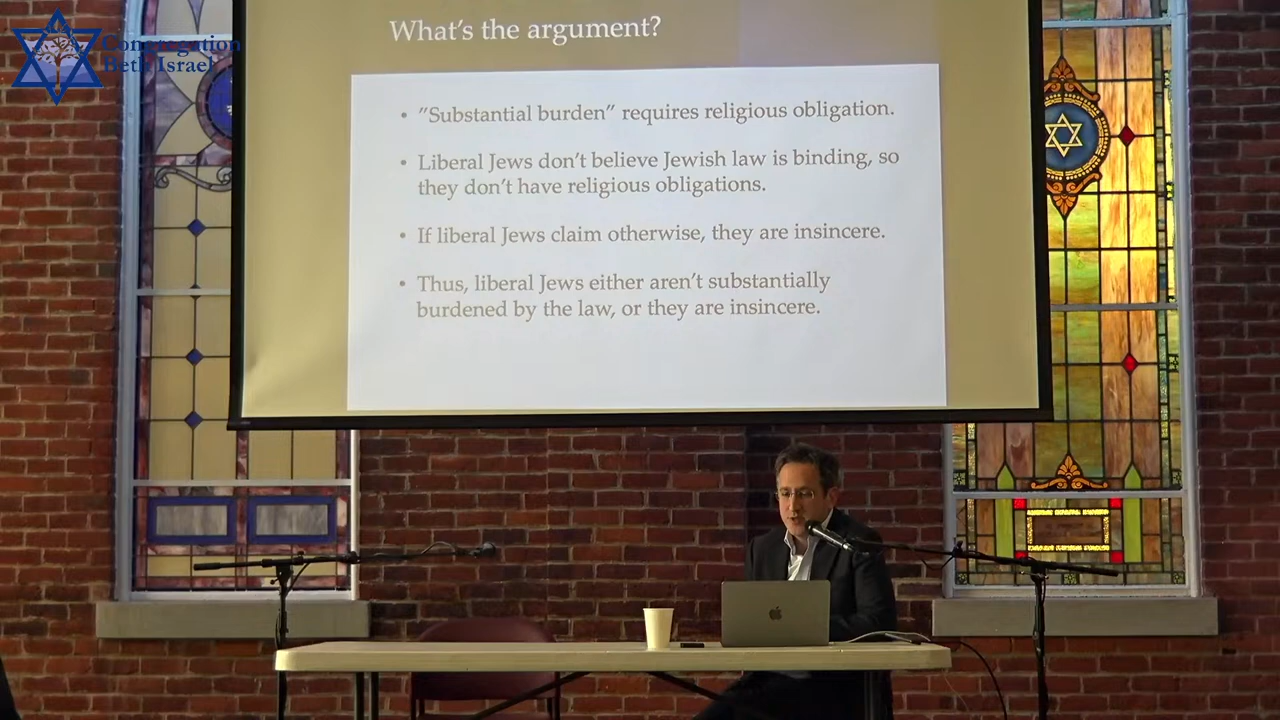 Congregation
Beth Israel
What's the argument?
• "Substantial burden" requires religious obligation.
• Liberal Jews don't believe Jewish law is binding, so
they don't have religious obligations.
• If liberal Jews claim otherwise, they are insincere.
• Thus, liberal Jews either aren't substantially
burdened by the law, or they are insincere.